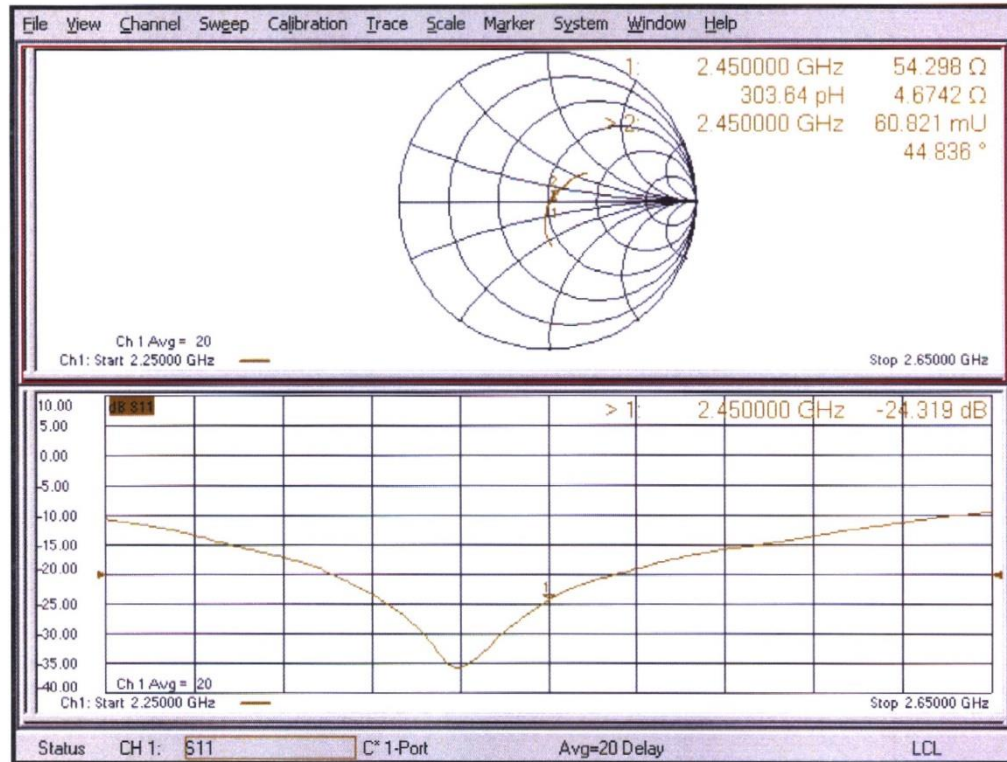 File View Channel Sweep Calibration Trace Scale Marker System Window Help
1: 2.450000 GHz 54.298 Ω
303.64 pH 4.6742 Ω
> 2: 2.450000 GHz 60.821 mU
44.836 °
2
1
Ch 1 Avg = 20
Ch1: Start 2.25000 GHz Stop 2.65000 GHz
10.00 dB S11 > 1: 2.450000 GHz -24.319 dB
5.00
0.00
-5.00
-10.00
-15.00
-20.00
1
-25.00
-30.00
-35.00
-40.00
Ch 1 Avg = 20
Ch1: Start 2.25000 GHz Stop 2.65000 GHz
Status CH 1: S11 C* 1-Port Avg=20 Delay LCL